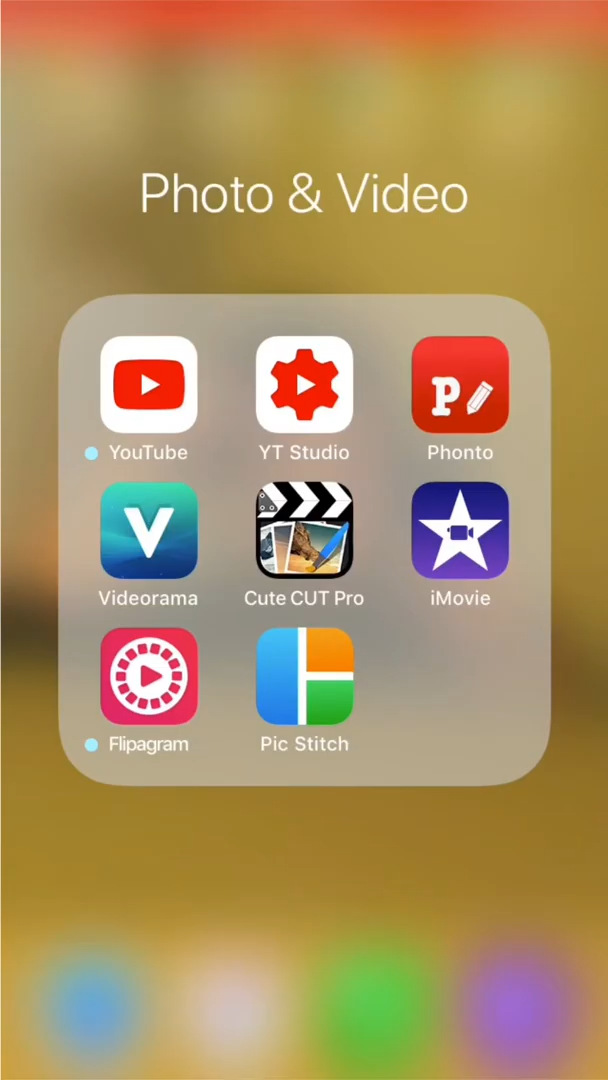 Photo & Video
YouTube
YT Studio
P
Phonto
V
Videorama
Cute CUT Pro
iMovie
Flipagram
Pic Stitch